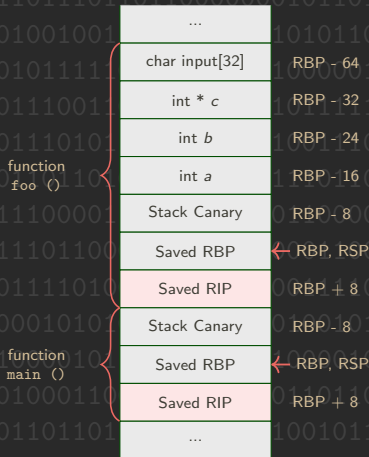 ...
char input[32] RBP - 64
int * c RBP - 32
int b RBP - 24
function
foo ()
int a RBP - 16
Stack Canary RBP - 8
Saved RBP RBP, RSP
Saved RIP RBP + 8
Stack Canary RBP - 8
function
main ()
Saved RBP RBP, RSP
Saved RIP RBP + 8
...